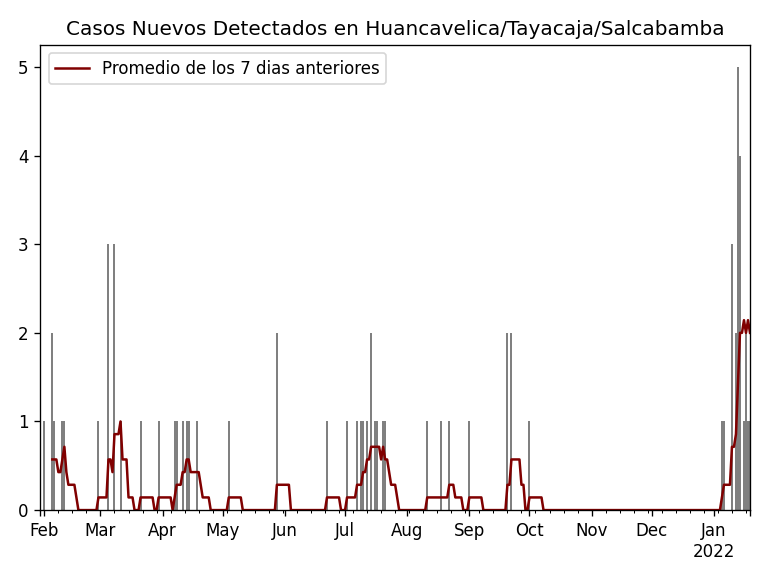 Casos Nuevos Detectados en Huancavelica/Tayacaja/Salcabamba
Promedio de los 7 dias anteriores
5
4
3
2
1
0
Feb Mar Apr May Jun Jul Aug Sep Oct Nov Dec Jan
2022